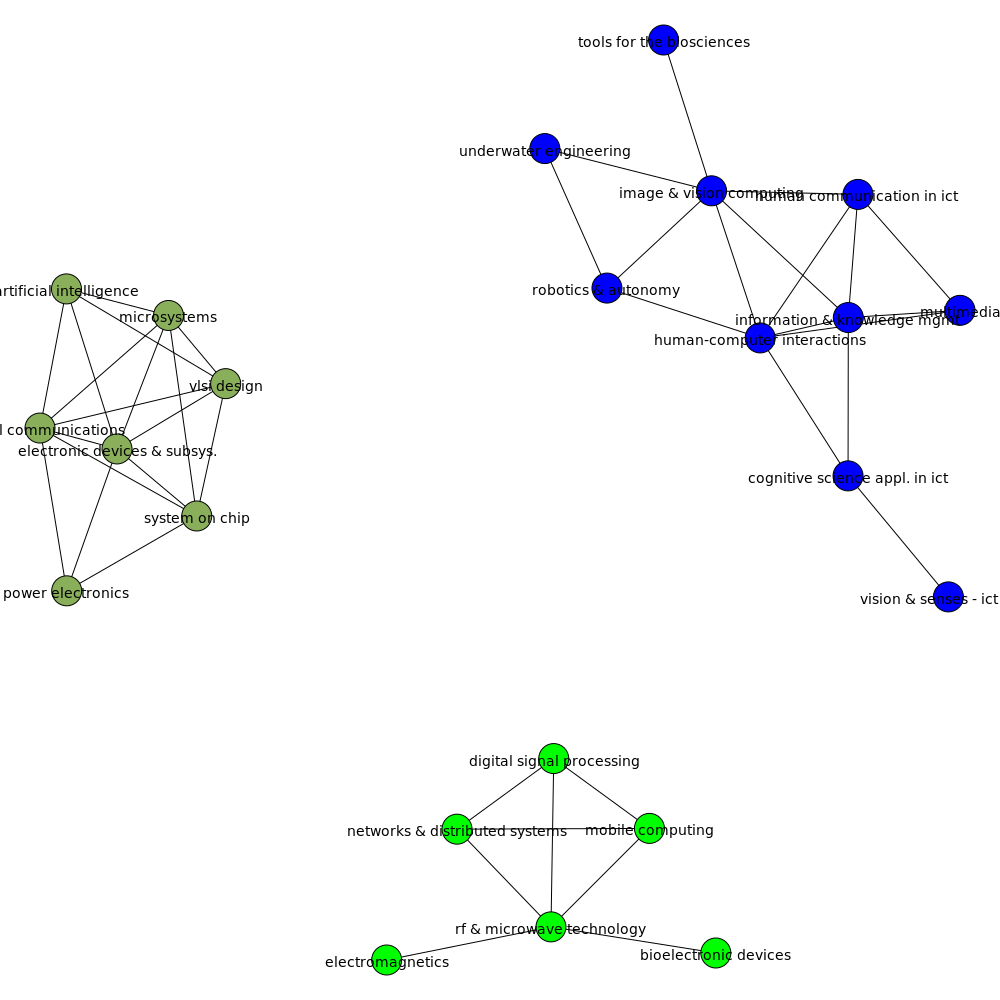 tools for the biosciences
underwater engineering
image & vision computing
human communication in ict
robotics & autonomy
artificial intelligence
microsystems
multimedia
information & knowledge mgmt
human-computer interactions
vlsi design
l communications
electronic devices & subsys.
cognitive science appl. in ict
system on chip
power electronics
vision & senses - ict
digital signal processing
networks & distributed systems
mobile computing
rf & microwave technology
bioelectronic devices
electromagnetics